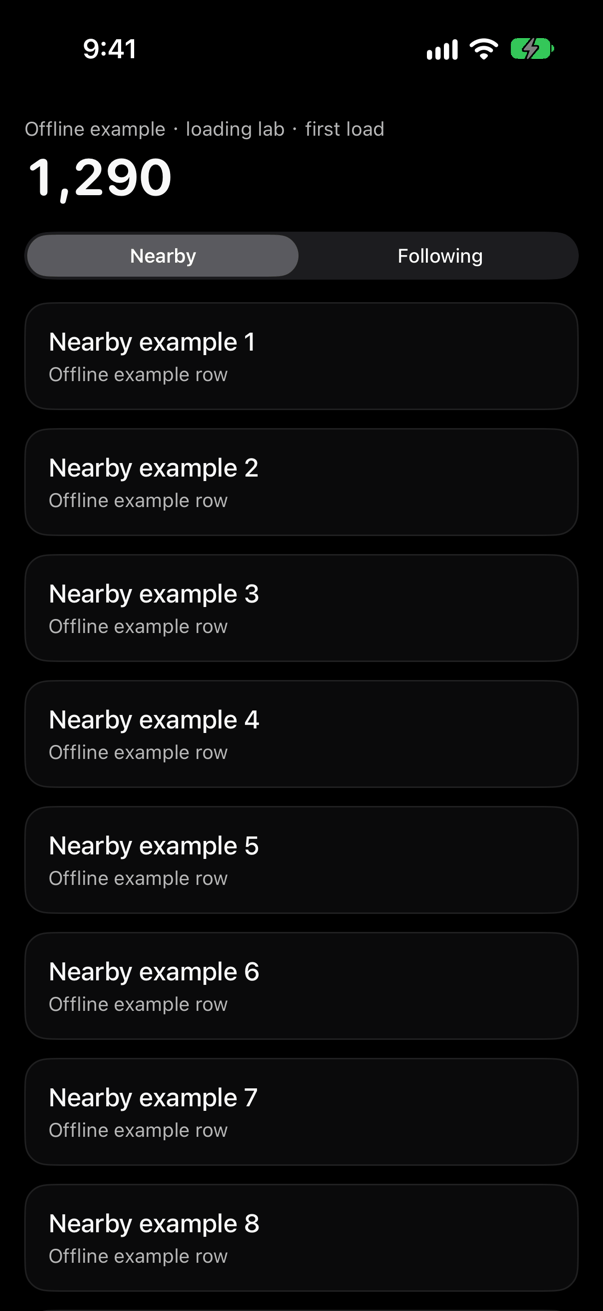 9:41
Offline example · loading lab · first load
1,290
Nearby Following
Nearby example 1
Offline example row
Nearby example 2
Offline example row
Nearby example 3
Offline example row
Nearby example 4
Offline example row
Nearby example 5
Offline example row
Nearby example 6
Offline example row
Nearby example 7
Offline example row
Nearby example 8
Offline example row